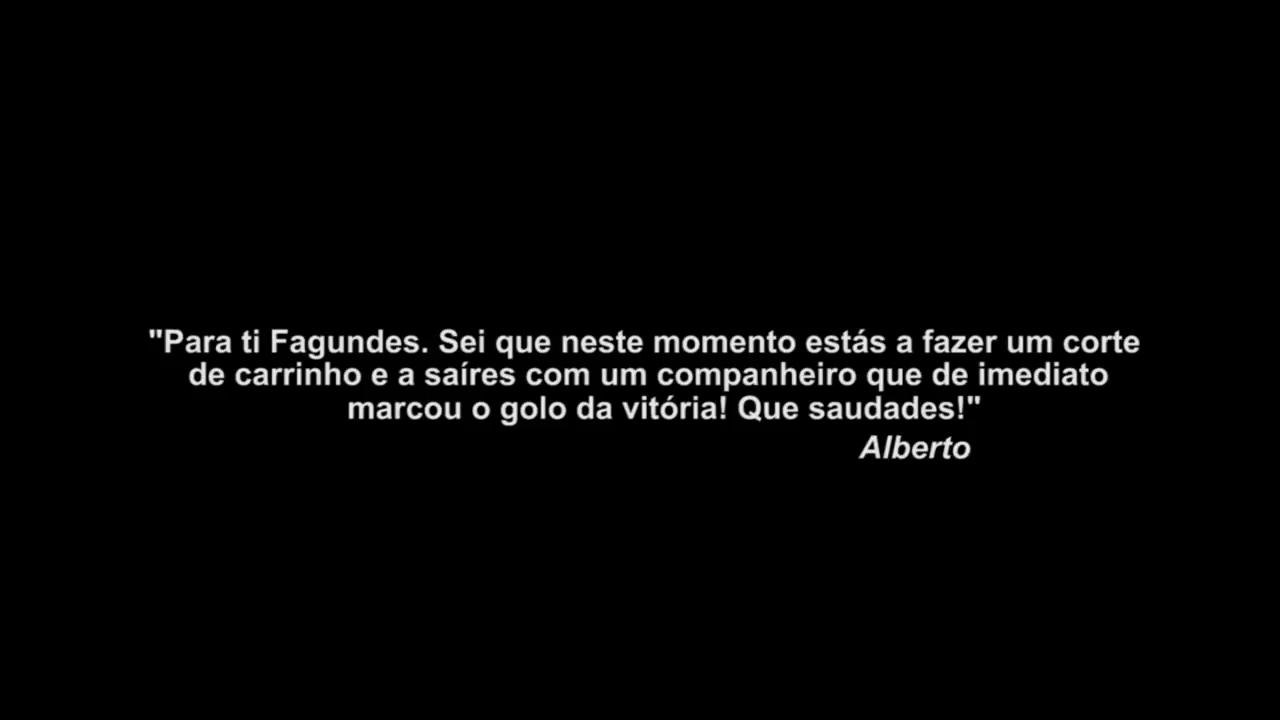 "Para ti Fagundes. Sei que neste momento estás a fazer um corte
de carrinho e a saíres com um companheiro que de imediato
marcou o golo da vitória! Que saudades!"
Alberto